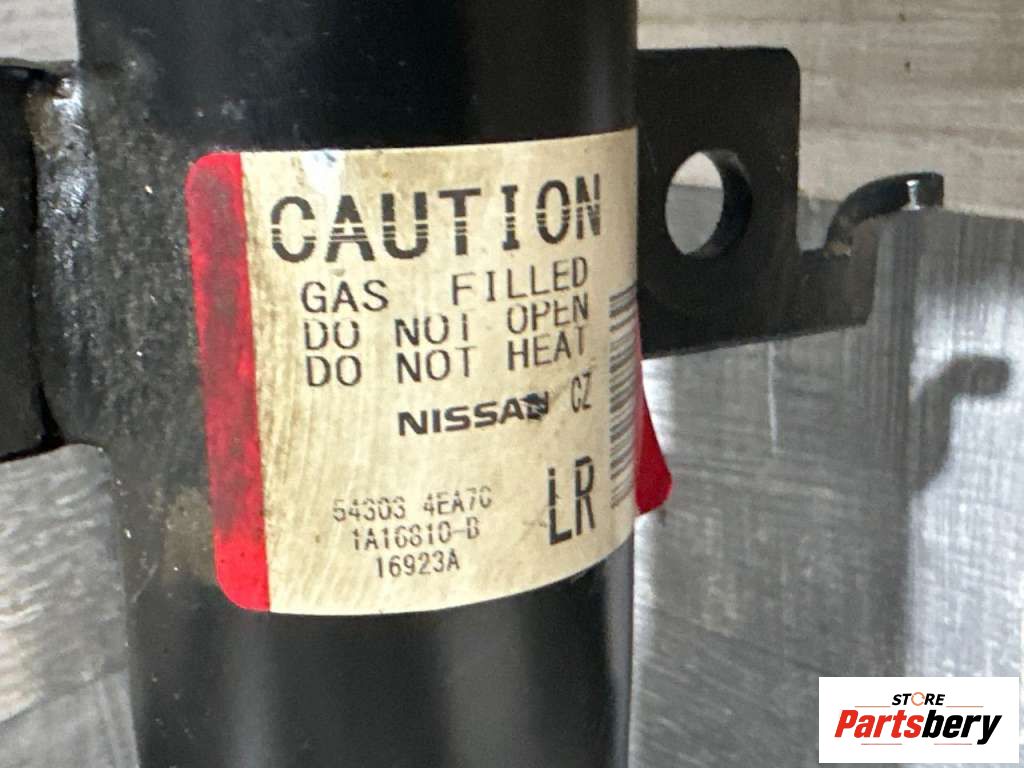 CAUTION
GAS FILLED
DO NOT OPEN
DO NOT HEAT
NISSAN CZ
LR
54303 4EA7C
1A16810-B
16923A
STORE
Partsbery